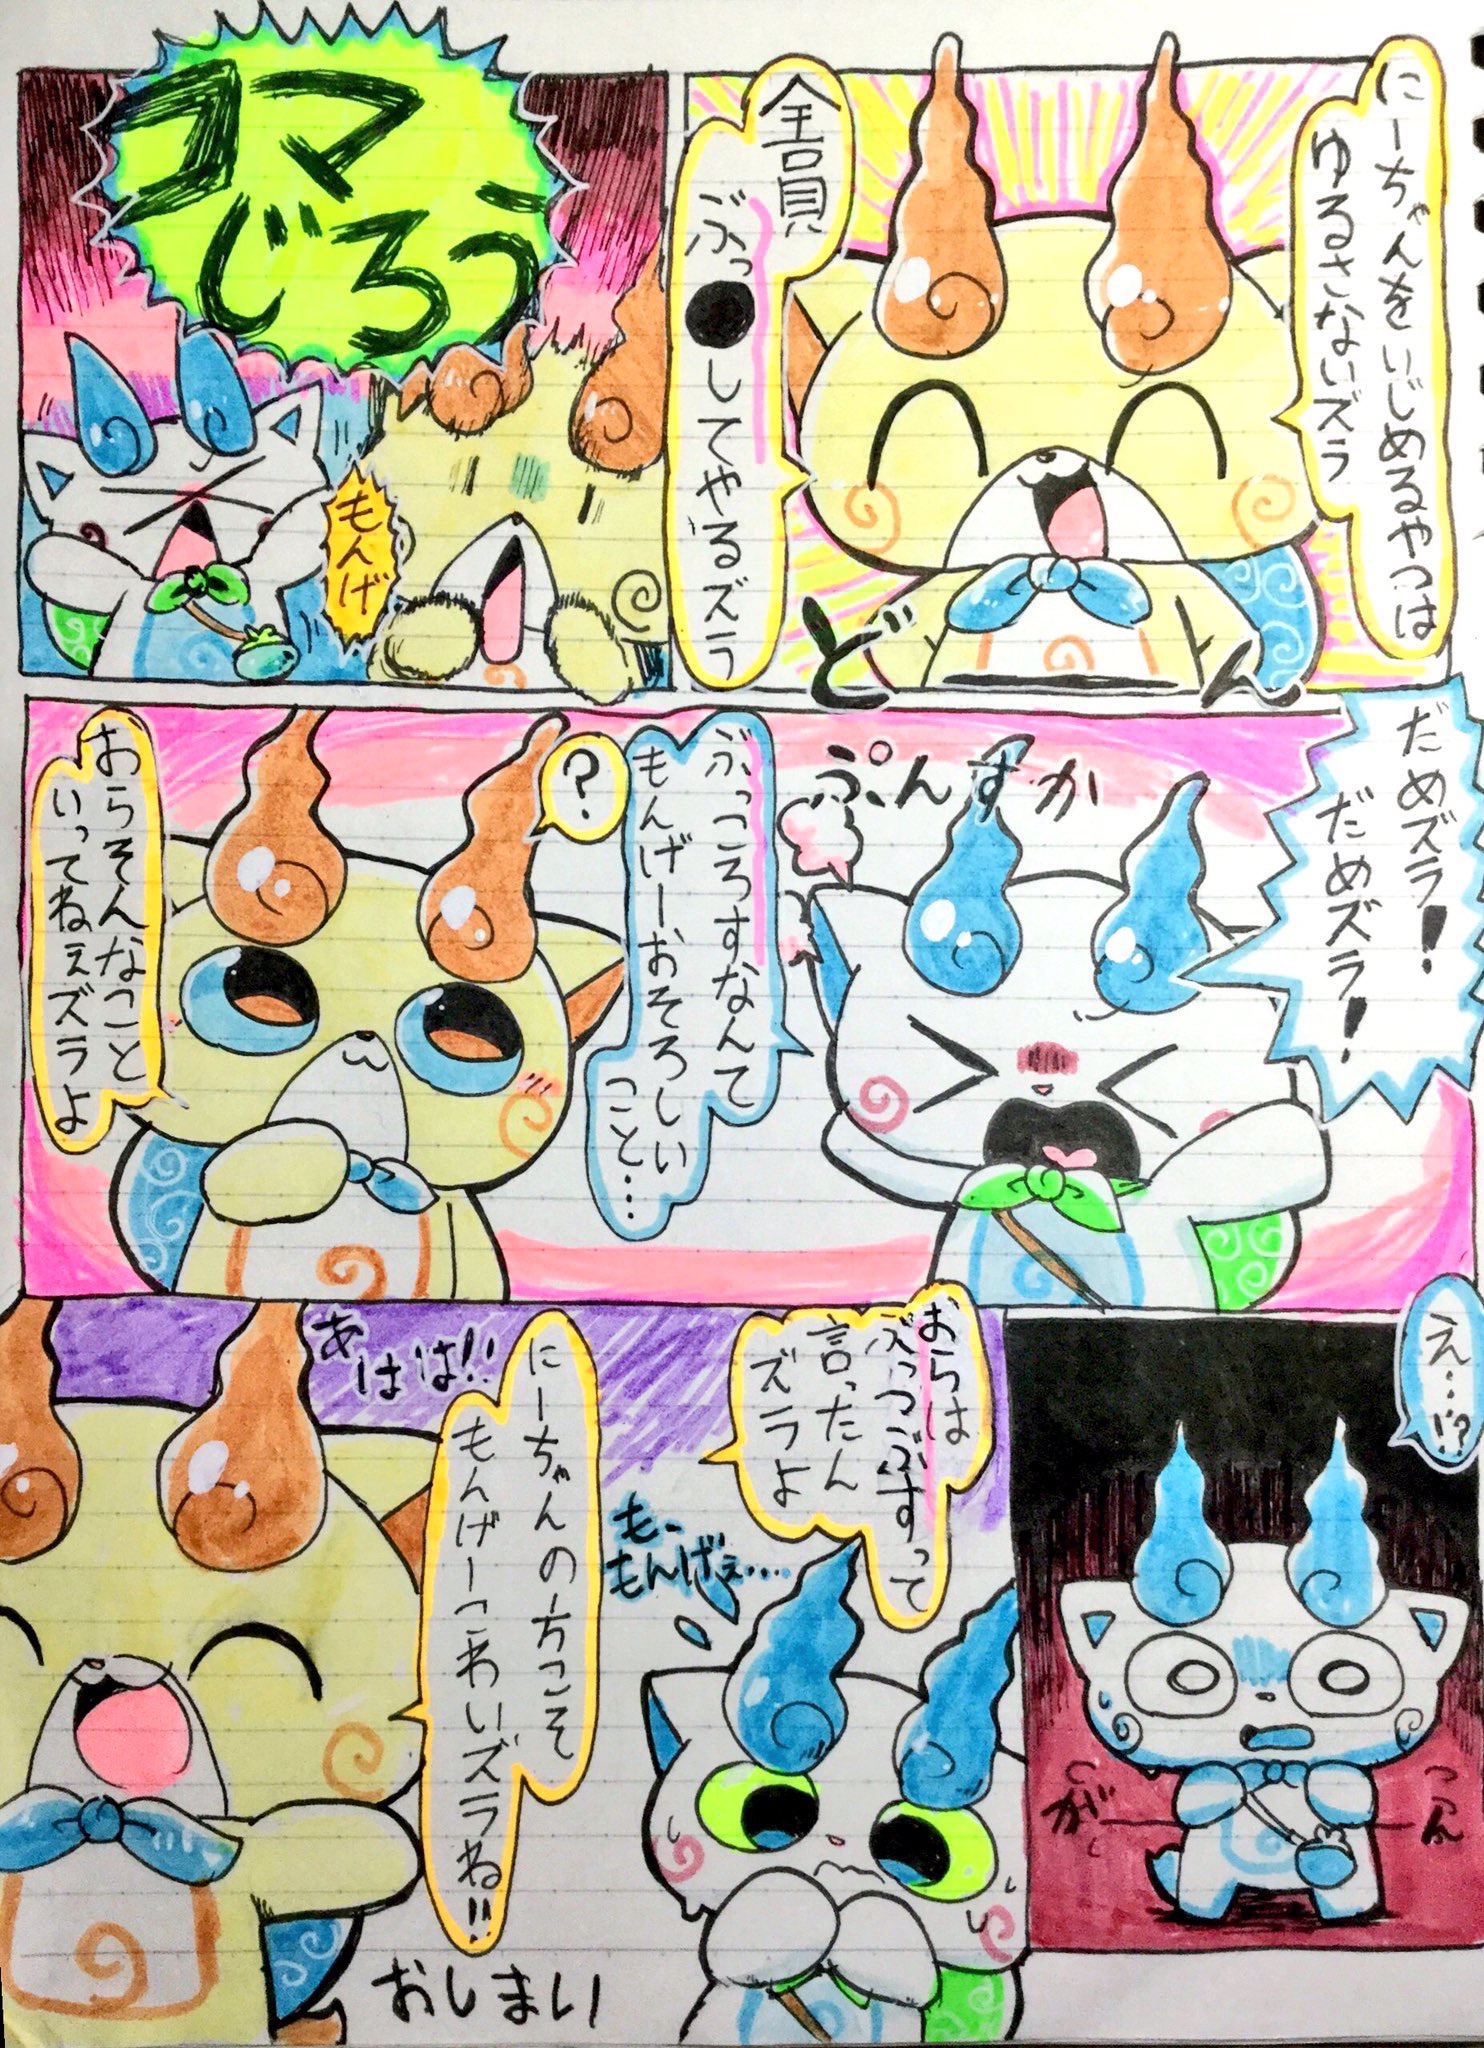 にーちゃんをいじめるやつは
ゆるさないズラ
全員
ぶっ●してやるズラ
どーん
コマ
じろう
もんげ
だめズラ!
だめズラ!
ぷんすか
ぶっころすなんて
もんげーおそろしい
こと…
?
おらそんなこと
いってねぇズラよ
え…!?
がーーん
おらは
ぶっつぶすって
言ったん
ズラよ
も、
もんげぇ…
にーちゃんの方こそ
もんげーこわいズラね!!
あはは!!
おしまい